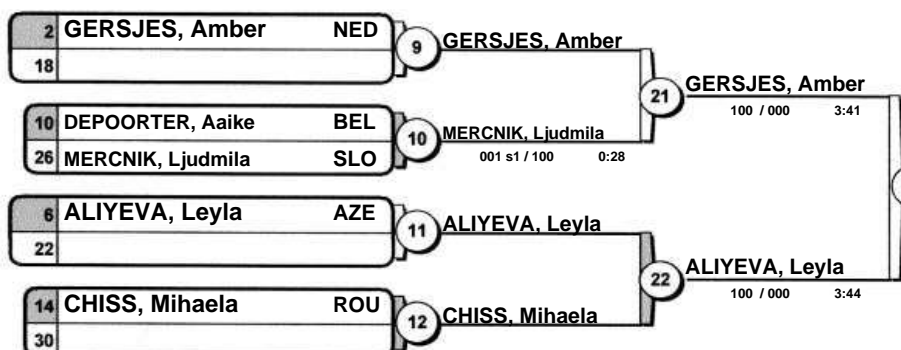 2 GERSJES, Amber NED
18
9 GERSJES, Amber
10 DEPOORTER, Aaike BEL
26 MERCNIK, Ljudmila SLO
10 MERCNIK, Ljudmila
001 s1 / 100 0:28
21 GERSJES, Amber
100 / 000 3:41
6 ALIYEVA, Leyla AZE
22
11 ALIYEVA, Leyla
14 CHISS, Mihaela ROU
30
12 CHISS, Mihaela
22 ALIYEVA, Leyla
100 / 000 3:44